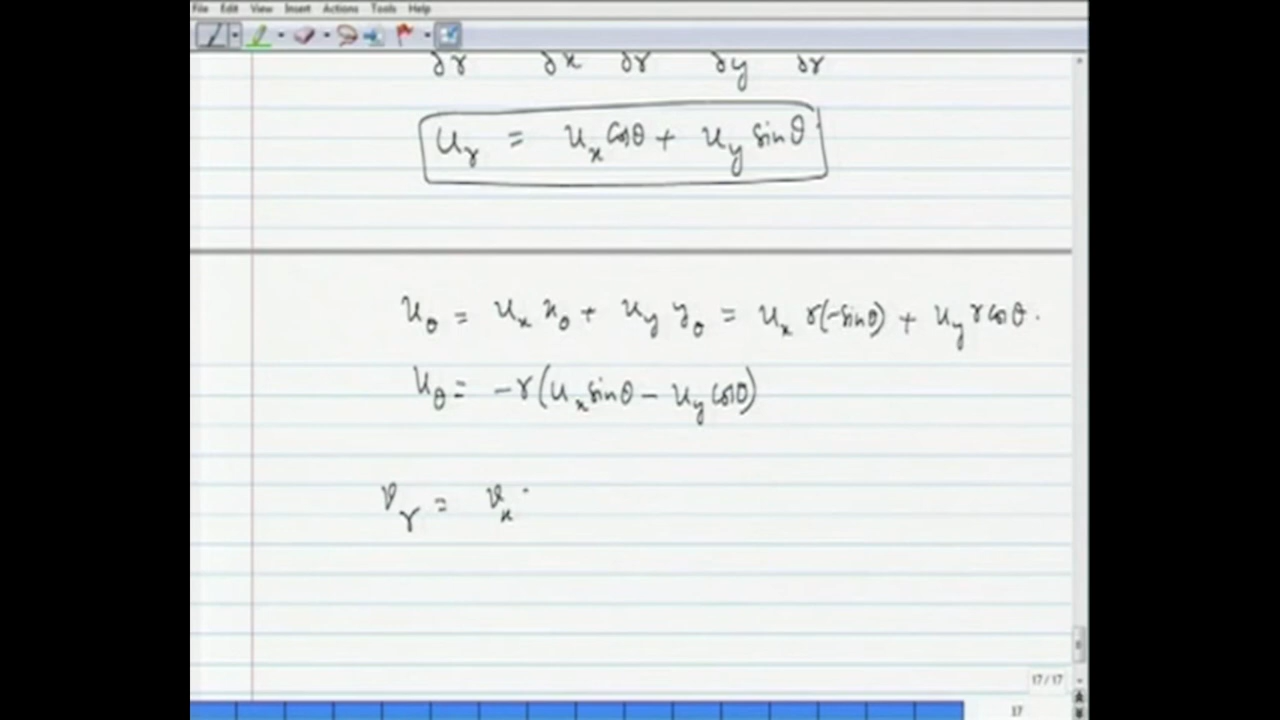 File Edit View Insert Actions Tools Help
∂r ∂x ∂r ∂y ∂r
u_r = u_x cosθ + u_y sinθ.
u_θ = u_x x_θ + u_y y_θ = u_x r(-sinθ) + u_y r cosθ.
u_θ = -r(u_x sinθ - u_y cosθ)
v_r = v_x
17/17
17